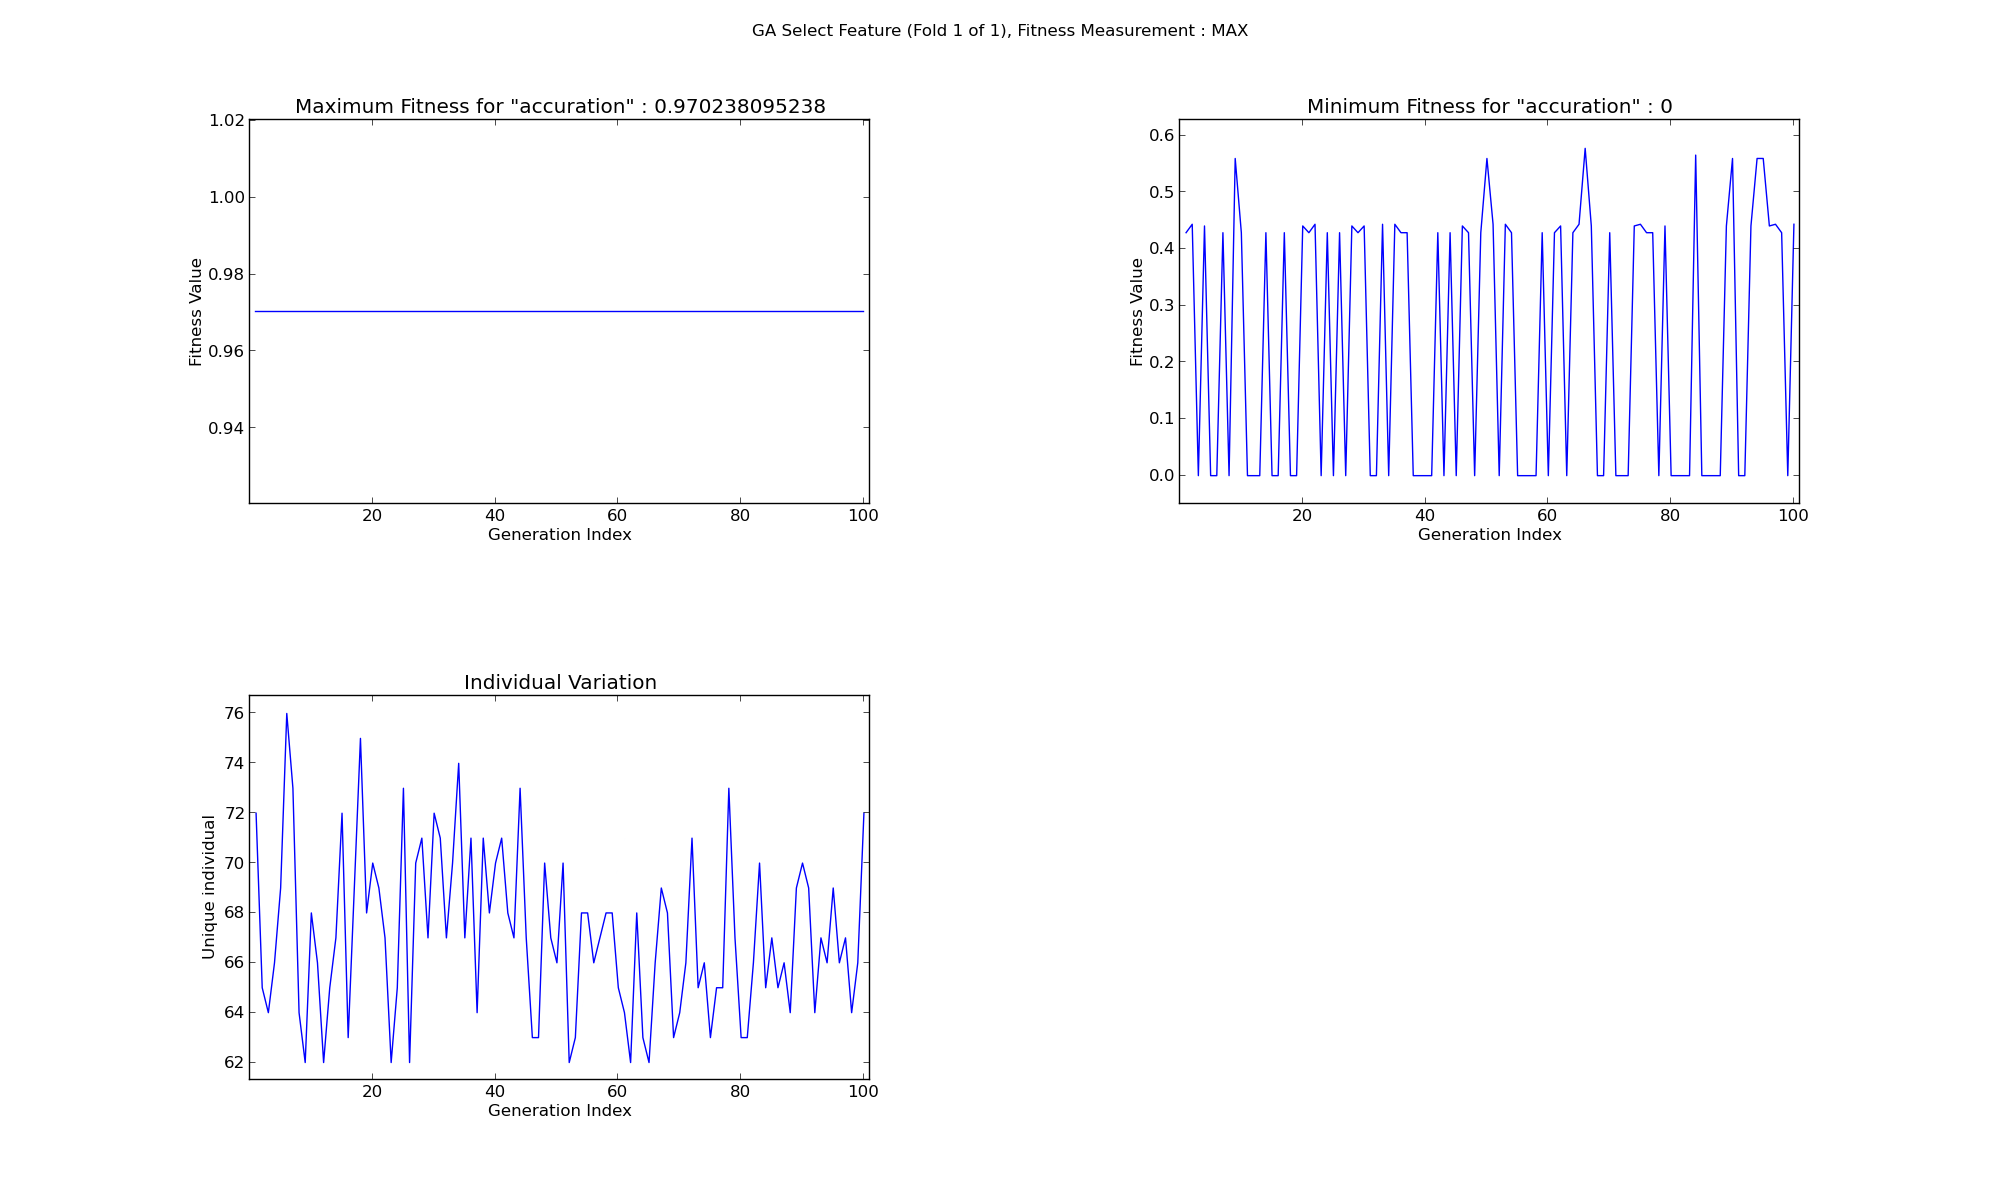 GA Select Feature (Fold 1 of 1), Fitness Measurement : MAX
Maximum Fitness for "accuration" : 0.970238095238
1.02
1.00
0.98
0.96
0.94
Fitness Value
20 40 60 80 100
Generation Index
Minimum Fitness for "accuration" : 0
0.6
0.5
0.4
0.3
0.2
0.1
0.0
Fitness Value
20 40 60 80 100
Generation Index
Individual Variation
76
74
72
70
68
66
64
62
Unique individual
20 40 60 80 100
Generation Index